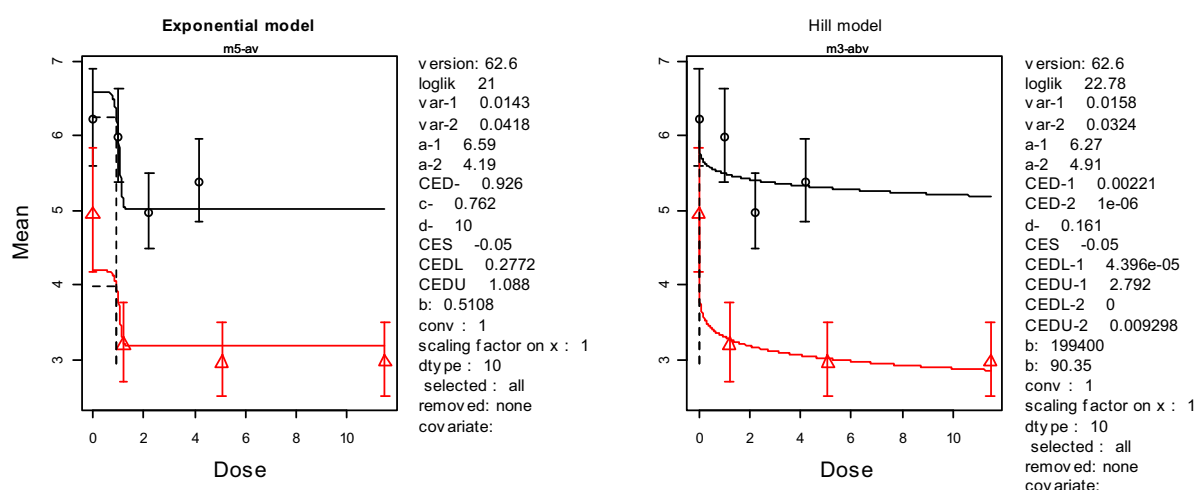 Exponential model
m5-av
Mean
7
6
5
4
3
0 2 4 6 8 10
Dose
version: 62.6
loglik 21
var-1 0.0143
var-2 0.0418
a-1 6.59
a-2 4.19
CED- 0.926
c- 0.762
d- 10
CES -0.05
CEDL 0.2772
CEDU 1.088
b: 0.5108
conv : 1
scaling factor on x : 1
dtype : 10
selected : all
removed: none
covariate:
Hill model
m3-abv
7
6
5
4
3
0 2 4 6 8 10
Dose
version: 62.6
loglik 22.78
var-1 0.0158
var-2 0.0324
a-1 6.27
a-2 4.91
CED-1 0.00221
CED-2 1e-06
d- 0.161
CES -0.05
CEDL-1 4.396e-05
CEDU-1 2.792
CEDL-2 0
CEDU-2 0.009298
b: 199400
b: 90.35
conv : 1
scaling factor on x : 1
dtype : 10
selected : all
removed: none
covariate: